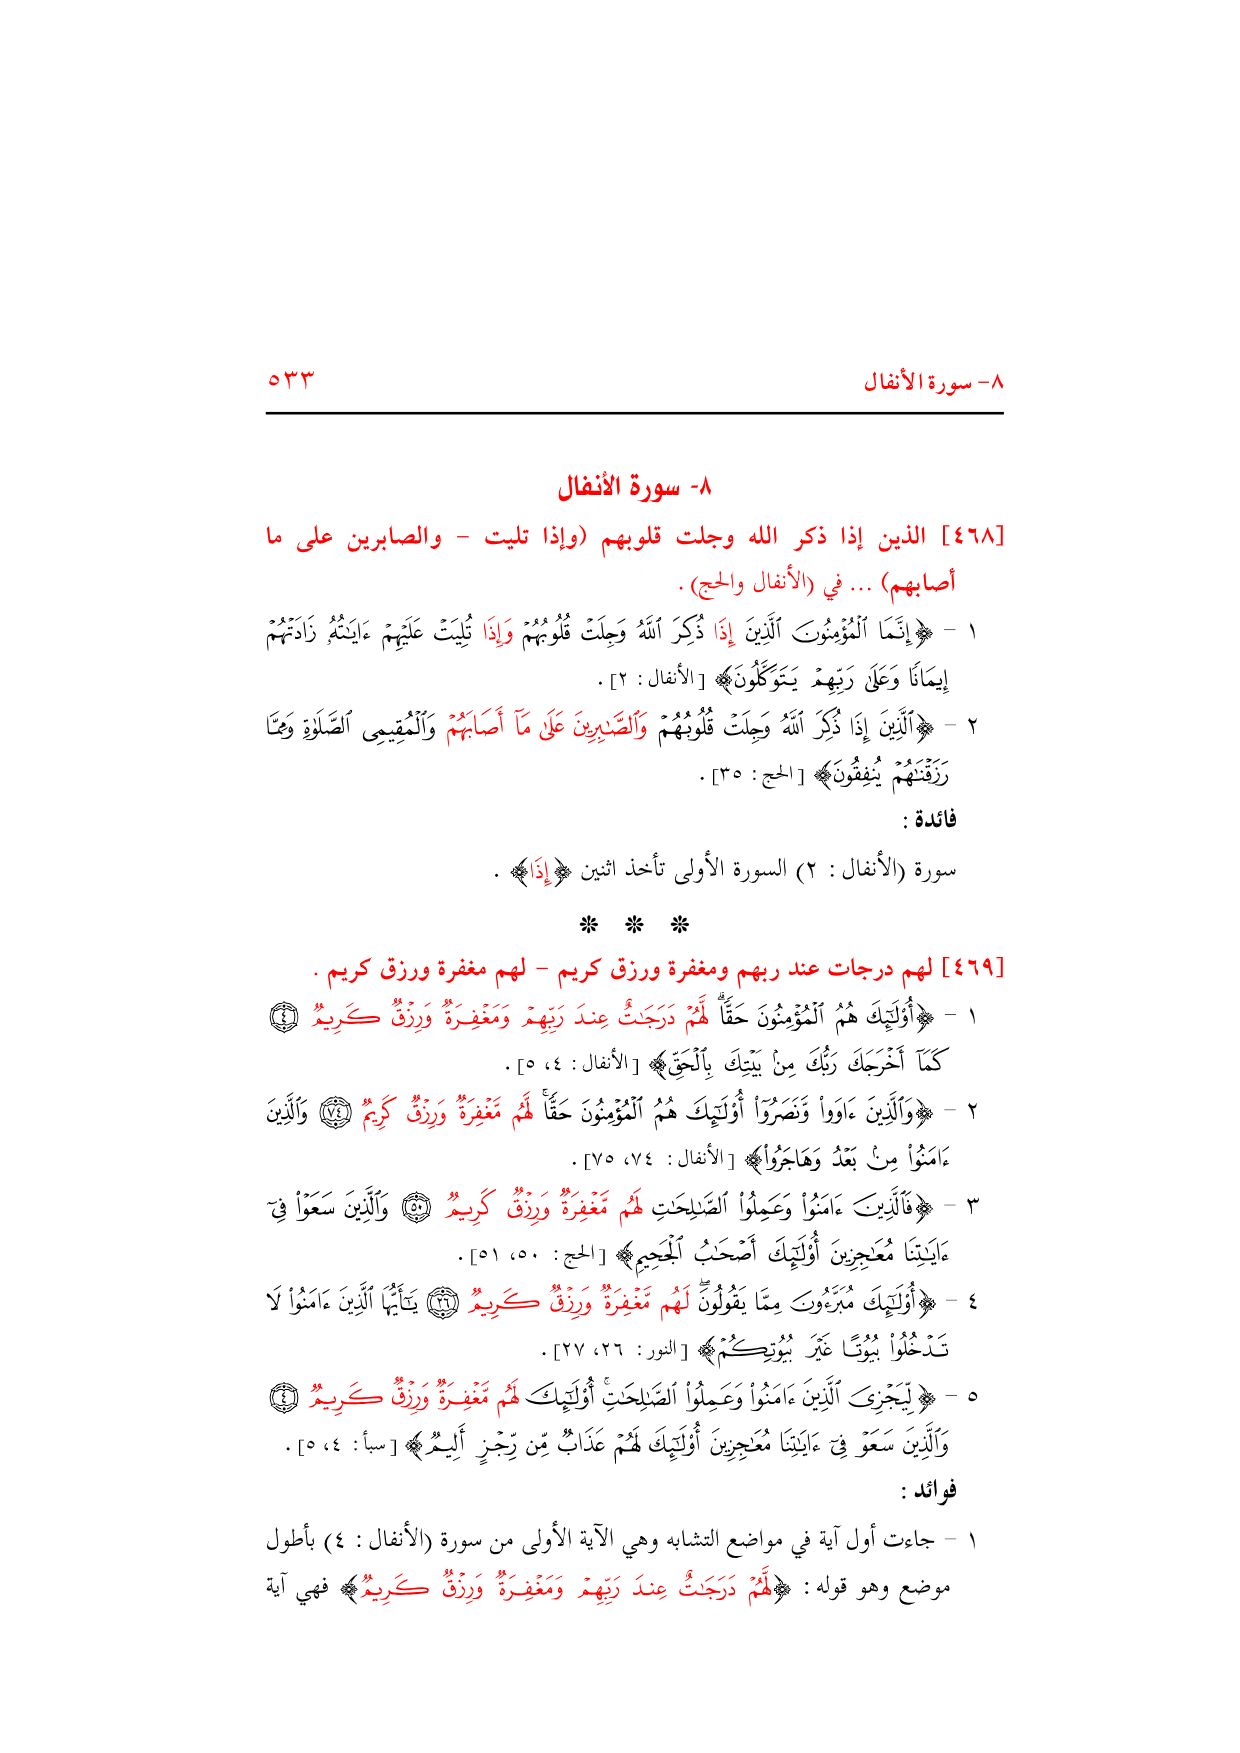 ٨- سورة الأنفال
٥٣٣
٨- سورة الأنفال
[٤٦٨] الذين إذا ذكر الله وجلت قلوبهم (وإذا تليت – والصابرين على ما
أصابهم) ... في (الأنفال والحج) .
١ – ﴿إِنَّمَا ٱلْمُؤْمِنُونَ ٱلَّذِينَ إِذَا ذُكِرَ ٱللَّهُ وَجِلَتْ قُلُوبُهُمْ وَإِذَا تُلِيَتْ عَلَيْهِمْ ءَايَٰتُهُۥ زَادَتْهُمْ
إِيمَٰنًا وَعَلَىٰ رَبِّهِمْ يَتَوَكَّلُونَ﴾ [الأنفال : ٢] .
٢ – ﴿ٱلَّذِينَ إِذَا ذُكِرَ ٱللَّهُ وَجِلَتْ قُلُوبُهُمْ وَٱلصَّٰبِرِينَ عَلَىٰ مَآ أَصَابَهُمْ وَٱلْمُقِيمِى ٱلصَّلَوٰةِ وَمِمَّا
رَزَقْنَٰهُمْ يُنفِقُونَ﴾ [الحج : ٣٥] .
فائدة :
سورة (الأنفال : ٢) السورة الأولى تأخذ اثنين ﴿إِذَا﴾ .
❊ ❊ ❊
[٤٦٩] لهم درجات عند ربهم ومغفرة ورزق كريم – لهم مغفرة ورزق كريم .
١ – ﴿أُو۟لَٰٓئِكَ هُمُ ٱلْمُؤْمِنُونَ حَقًّا ۚ لَّهُمْ دَرَجَٰتٌ عِندَ رَبِّهِمْ وَمَغْفِرَةٌ وَرِزْقٌ كَرِيمٌ ﴿٤﴾
كَمَآ أَخْرَجَكَ رَبُّكَ مِنۢ بَيْتِكَ بِٱلْحَقِّ﴾ [الأنفال : ٤، ٥] .
٢ – ﴿وَٱلَّذِينَ ءَاوَوا۟ وَّنَصَرُوٓا۟ أُو۟لَٰٓئِكَ هُمُ ٱلْمُؤْمِنُونَ حَقًّا ۚ لَّهُم مَّغْفِرَةٌ وَرِزْقٌ كَرِيمٌ ﴿٧٤﴾ وَٱلَّذِينَ
ءَامَنُوا۟ مِنۢ بَعْدُ وَهَاجَرُوا۟﴾ [الأنفال : ٧٤، ٧٥] .
٣ – ﴿فَٱلَّذِينَ ءَامَنُوا۟ وَعَمِلُوا۟ ٱلصَّٰلِحَٰتِ لَهُم مَّغْفِرَةٌ وَرِزْقٌ كَرِيمٌ ﴿٥٠﴾ وَٱلَّذِينَ سَعَوْا۟ فِىٓ
ءَايَٰتِنَا مُعَٰجِزِينَ أُو۟لَٰٓئِكَ أَصْحَٰبُ ٱلْجَحِيمِ﴾ [الحج : ٥٠، ٥١] .
٤ – ﴿أُو۟لَٰٓئِكَ مُبَرَّءُونَ مِمَّا يَقُولُونَ ۖ لَهُم مَّغْفِرَةٌ وَرِزْقٌ كَرِيمٌ ﴿٢٦﴾ يَٰٓأَيُّهَا ٱلَّذِينَ ءَامَنُوا۟ لَا
تَدْخُلُوا۟ بُيُوتًا غَيْرَ بُيُوتِكُمْ﴾ [النور : ٢٦، ٢٧] .
٥ – ﴿لِّيَجْزِىَ ٱلَّذِينَ ءَامَنُوا۟ وَعَمِلُوا۟ ٱلصَّٰلِحَٰتِ ۚ أُو۟لَٰٓئِكَ لَهُم مَّغْفِرَةٌ وَرِزْقٌ كَرِيمٌ ﴿٤﴾
وَٱلَّذِينَ سَعَوْ فِىٓ ءَايَٰتِنَا مُعَٰجِزِينَ أُو۟لَٰٓئِكَ لَهُمْ عَذَابٌ مِّن رِّجْزٍ أَلِيمٌ﴾ [سبأ : ٤، ٥] .
فوائد :
١ – جاءت أول آية في مواضع التشابه وهي الآية الأولى من سورة (الأنفال : ٤) بأطول
موضع وهو قوله : ﴿لَّهُمْ دَرَجَٰتٌ عِندَ رَبِّهِمْ وَمَغْفِرَةٌ وَرِزْقٌ كَرِيمٌ﴾ فهي آية